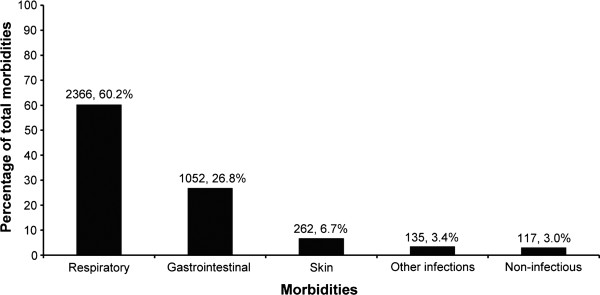 Percentage of total morbidities
100
90
80
70
60
50
40
30
20
10
0
2366, 60.2%
1052, 26.8%
262, 6.7%
135, 3.4%
117, 3.0%
Respiratory
Gastrointestinal
Skin
Other infections
Non-infectious
Morbidities